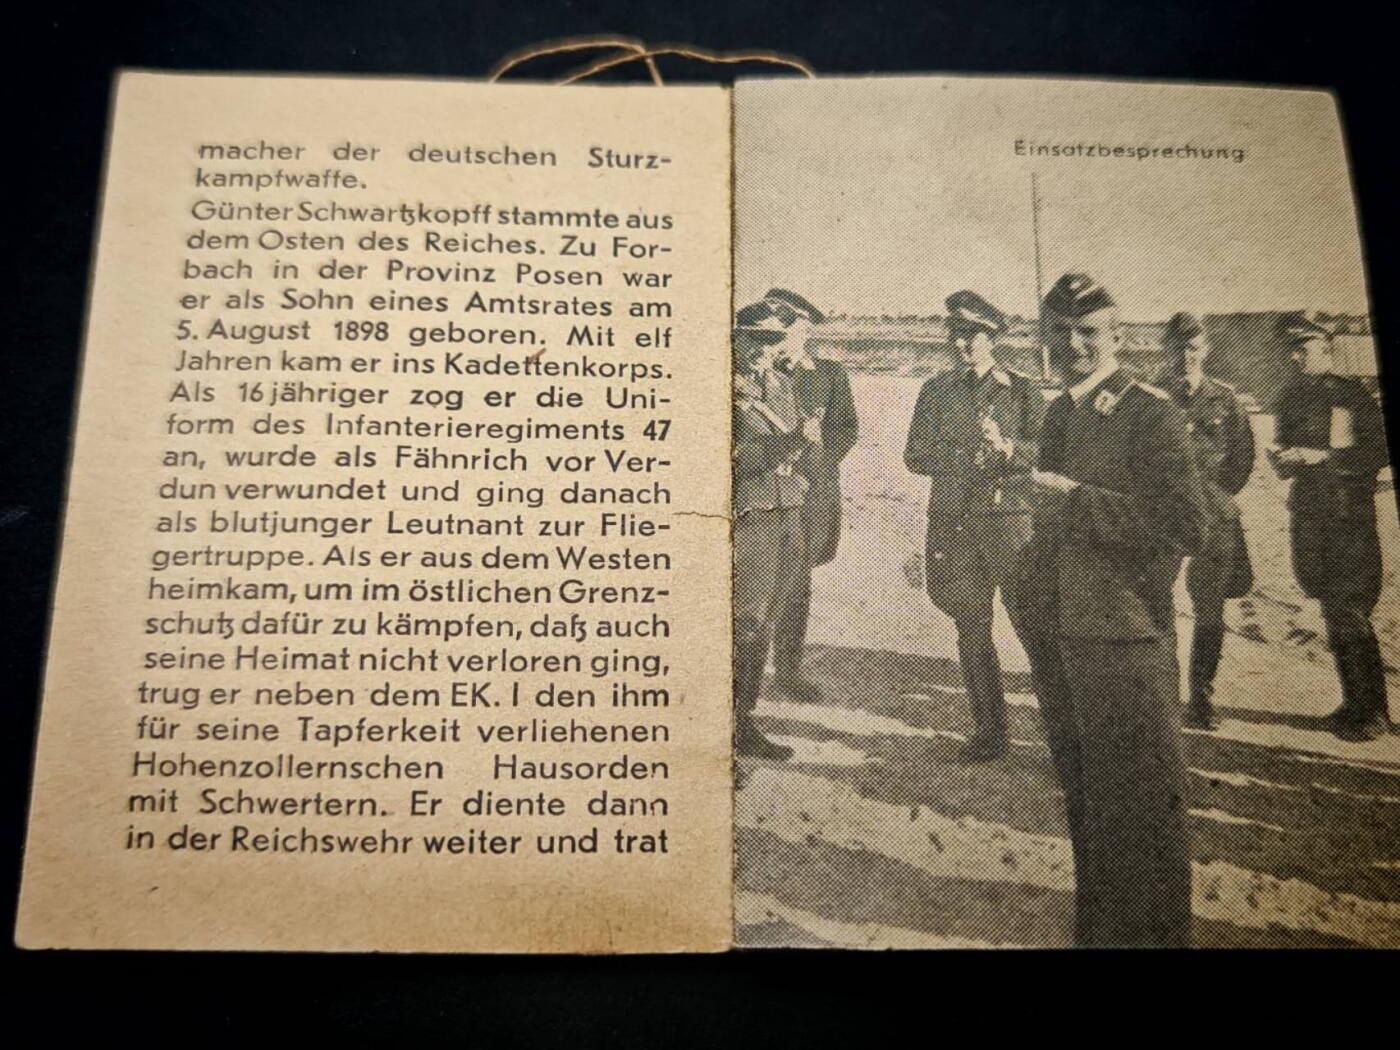 macher der deutschen Sturz-
kampfwaffe.
Günter Schwartzkopff stammte aus
dem Osten des Reiches. Zu For-
bach in der Provinz Posen war
er als Sohn eines Amtsrates am
5. August 1898 geboren. Mit elf
Jahren kam er ins Kadettenkorps.
Als 16jähriger zog er die Uni-
form des Infanterieregiments 47
an, wurde als Fähnrich vor Ver-
dun verwundet und ging danach
als blutjunger Leutnant zur Flie-
gertruppe. Als er aus dem Westen
heimkam, um im östlichen Grenz-
schutz dafür zu kämpfen, daß auch
seine Heimat nicht verloren ging,
trug er neben dem EK. I den ihm
für seine Tapferkeit verliehenen
Hohenzollernschen Hausorden
mit Schwertern. Er diente dann
in der Reichswehr weiter und trat
Einsatzbesprechung